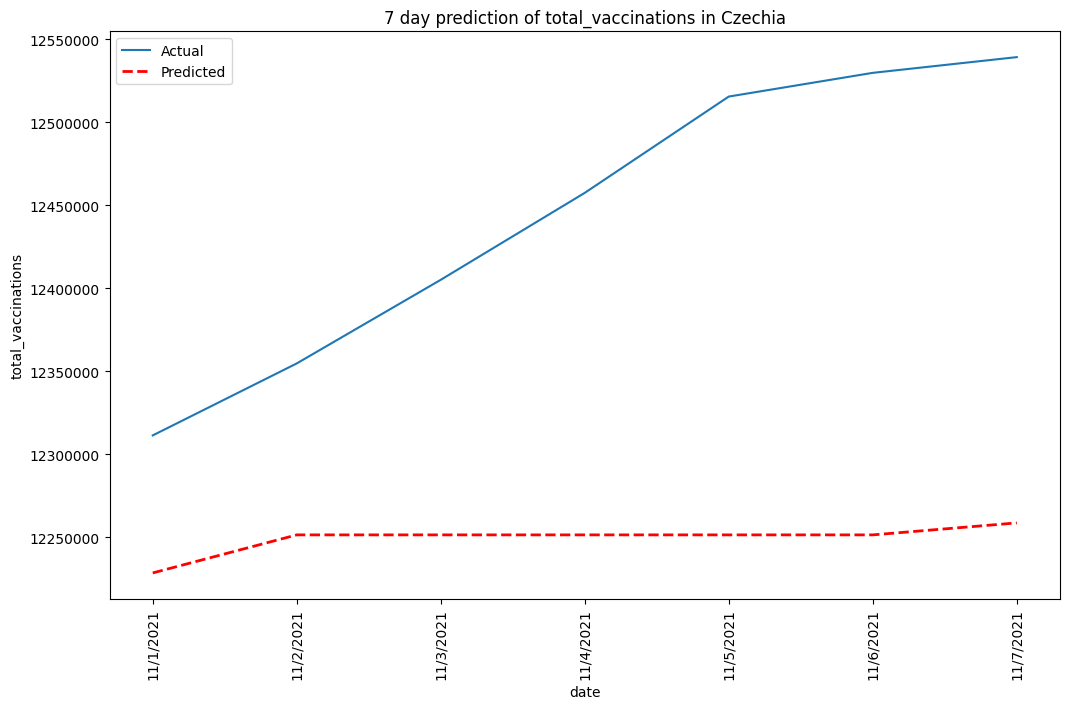 7 day prediction of total_vaccinations in Czechia
Actual
Predicted
12550000
12500000
12450000
12400000
12350000
12300000
12250000
total_vaccinations
11/1/2021
11/2/2021
11/3/2021
11/4/2021
11/5/2021
11/6/2021
11/7/2021
date